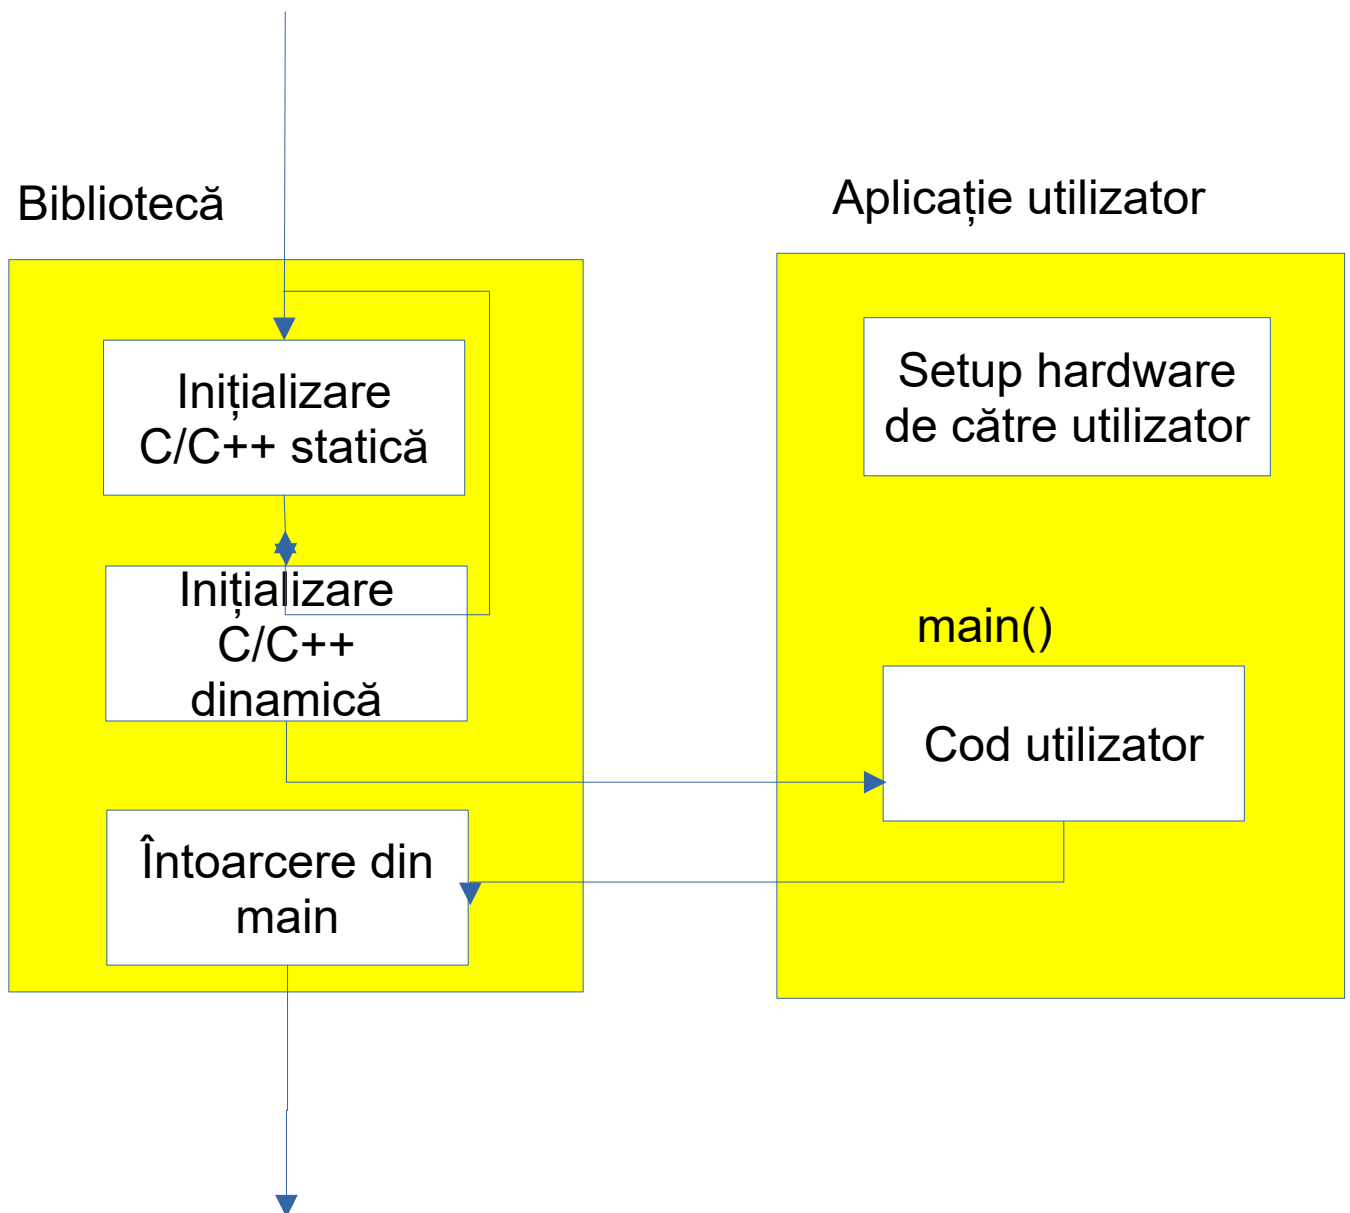 Bibliotecă
Aplicație utilizator
Inițializare
C/C++ statică
Setup hardware
de către utilizator
Inițializare
C/C++
dinamică
main()
Cod utilizator
Întoarcere din
main